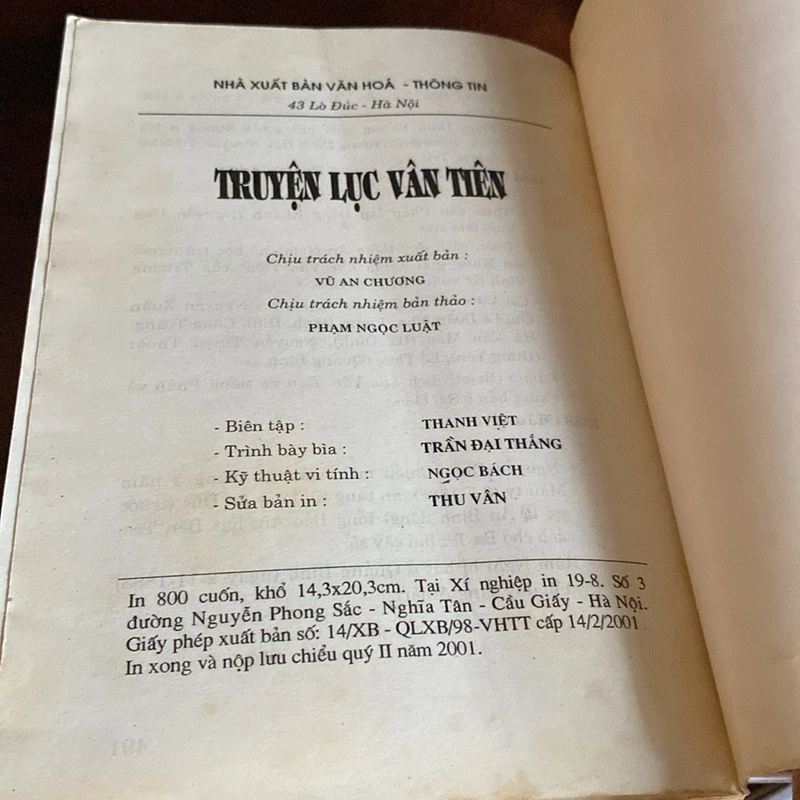 NHÀ XUẤT BẢN VĂN HOÁ - THÔNG TIN
43 Lò Đúc - Hà Nội
TRUYỆN LỤC VÂN TIÊN
Chịu trách nhiệm xuất bản :
VŨ AN CHƯƠNG
Chịu trách nhiệm bản thảo :
PHẠM NGỌC LUẬT
- Biên tập : THANH VIỆT
- Trình bày bìa : TRẦN ĐẠI THẮNG
- Kỹ thuật vi tính : NGỌC BÁCH
- Sửa bản in : THU VÂN
In 800 cuốn, khổ 14,3x20,3cm. Tại Xí nghiệp in 19-8. Số 3
đường Nguyễn Phong Sắc - Nghĩa Tân - Cầu Giấy - Hà Nội.
Giấy phép xuất bản số: 14/XB - QLXB/98-VHTT cấp 14/2/2001
In xong và nộp lưu chiểu quý II năm 2001.